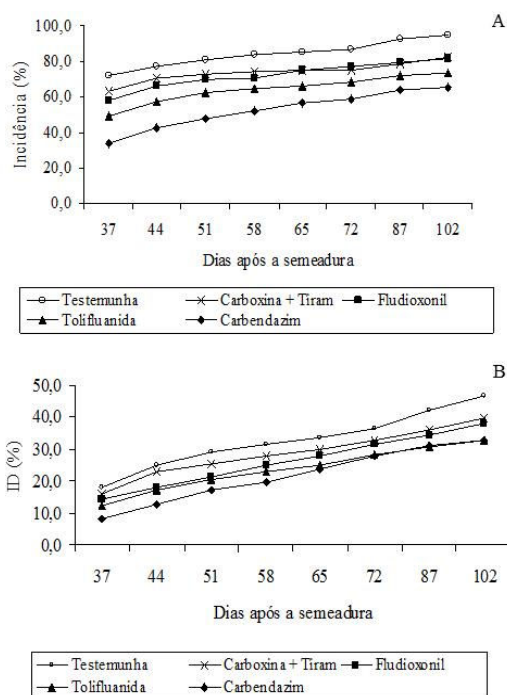 A
100,0
80,0
60,0
40,0
20,0
0,0
Incidência (%)
37 44 51 58 65 72 87 102
Dias após a semeadura
Testemunha Carboxina + Tiram Fludioxonil
Tolifluanida Carbendazim
B
50,0
40,0
30,0
20,0
10,0
0,0
ID (%)
37 44 51 58 65 72 87 102
Dias após a semeadura
Testemunha Carboxina + Tiram Fludioxonil
Tolifluanida Carbendazim